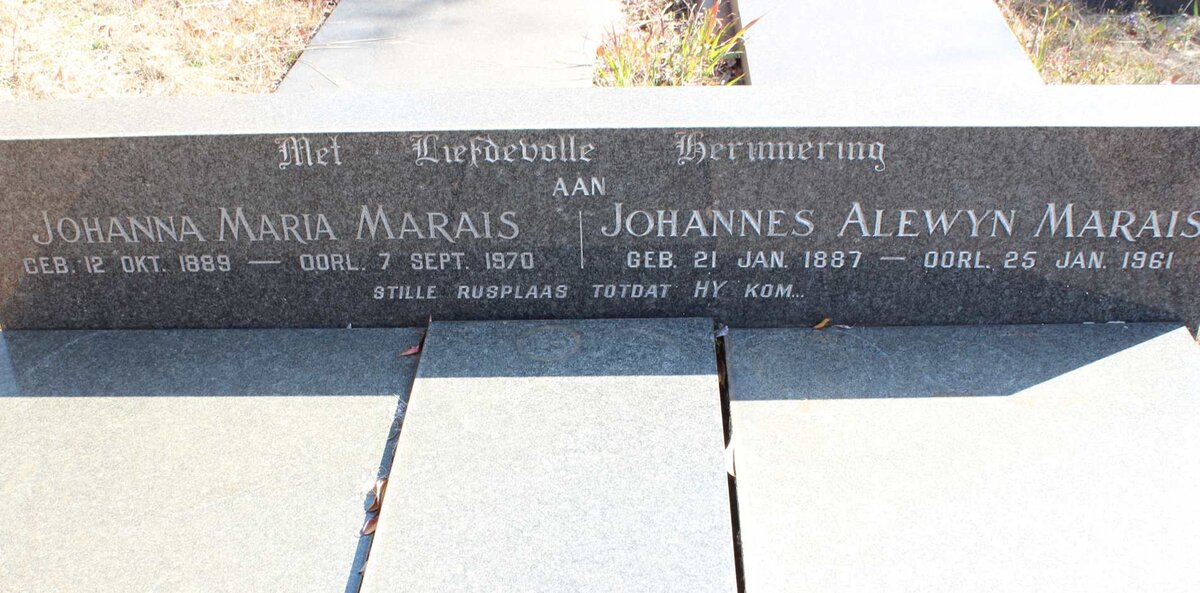 Met Liefdevolle Herinnering
AAN
JOHANNA MARIA MARAIS
GEB. 12 OKT. 1889 — OORL. 7 SEPT. 1970
JOHANNES ALEWYN MARAIS
GEB. 21 JAN. 1887 — OORL. 25 JAN. 1961
STILLE RUSPLAAS TOTDAT HY KOM...